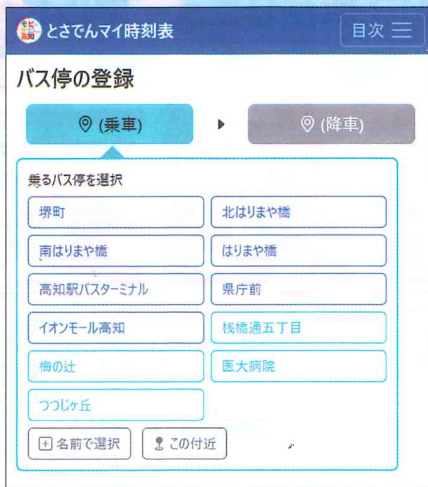 とさでんマイ時刻表 目次
バス停の登録
(乗車) (降車)
乗るバス停を選択
堺町 北はりまや橋
南はりまや橋 はりまや橋
高知駅バスターミナル 県庁前
イオンモール高知 桟橋通五丁目
梅の辻 医大病院
つつじヶ丘
名前で選択 この付近